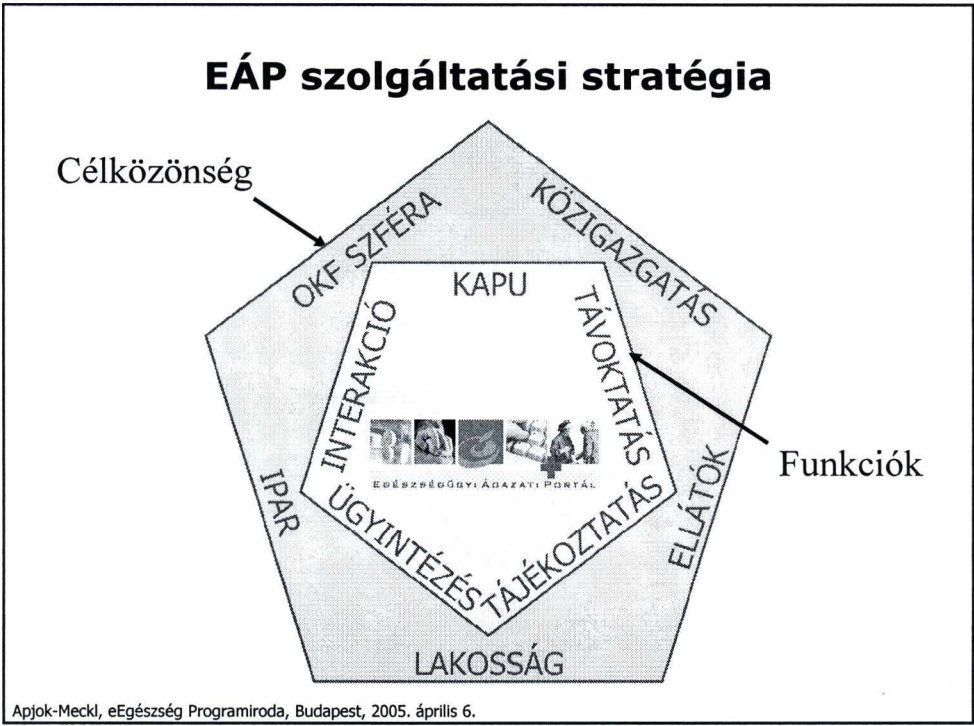 EÁP szolgáltatási stratégia
Célközönség
OKF SZFÉRA
KÖZIGAZGATÁS
KAPU
INTERAKCIÓ
TÁVOKTATÁS
EGÉSZSÉGÜGYI ÁGAZATI PORTÁL
Funkciók
IPAR
ÜGYINTÉZÉS
TÁJÉKOZTATÁS
ELLÁTÓK
LAKOSSÁG
Apjok-Meckl, eEgészség Programiroda, Budapest, 2005. április 6.